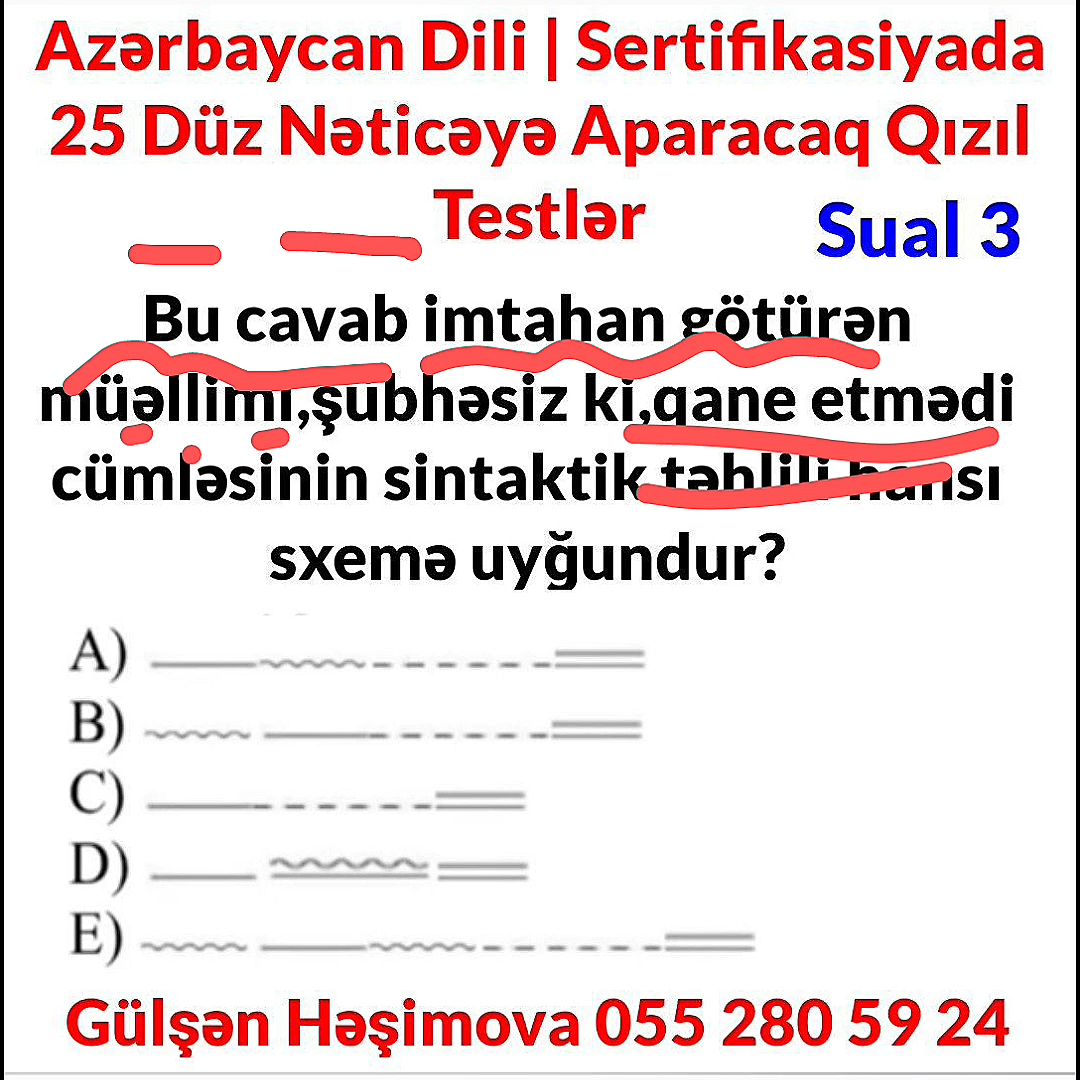 Azərbaycan Dili | Sertifikasiyada
25 Düz Nəticəyə Aparacaq Qızıl
Testlər
Sual 3
Bu cavab imtahan götürən
müəllimi,şübhəsiz ki,qane etmədi
cümləsinin sintaktik təhlili hansı
sxemə uyğundur?
A)
B)
C)
D)
E)
Gülşən Həşimova 055 280 59 24